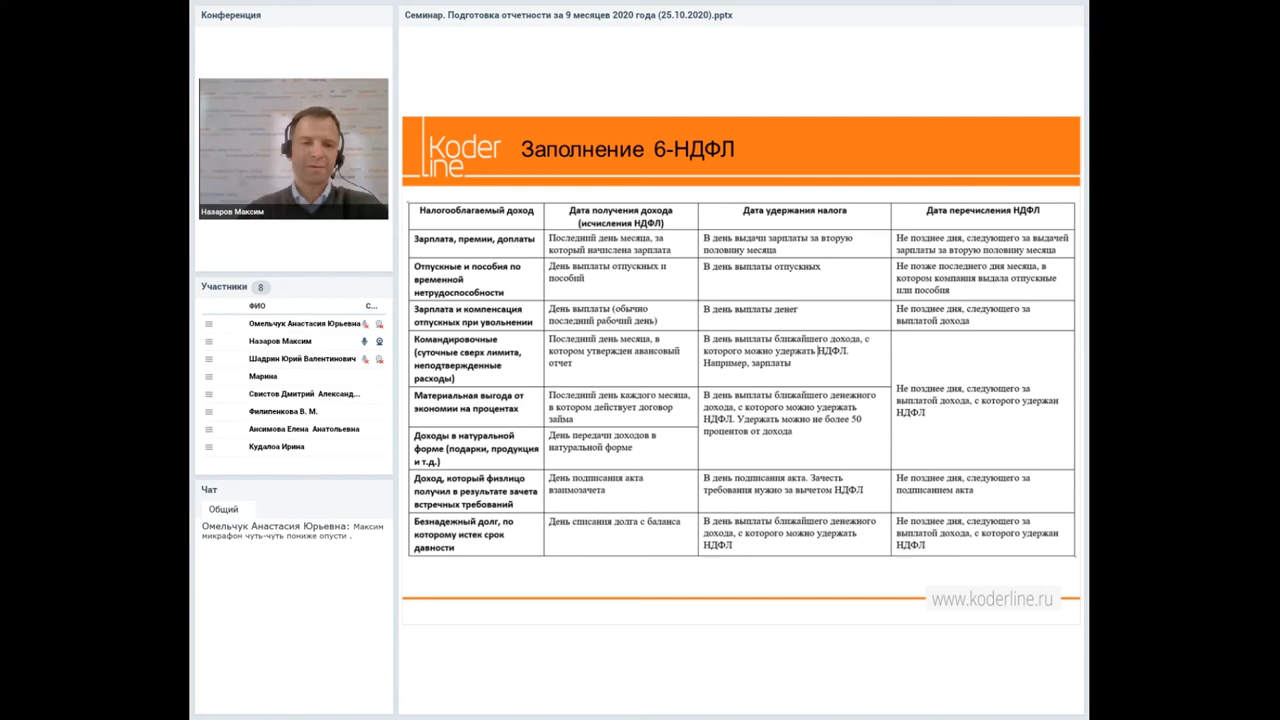 Конференция
Назаров Максим
Участники 8
ФИО С...
Омельчук Анастасия Юрьевна
Назаров Максим
Шадрин Юрий Валентинович
Марина
Свистов Дмитрий Александ...
Филипенкова В. М.
Ансимова Елена Анатольевна
Кудалоа Ирина
Чат
Общий
Омельчук Анастасия Юрьевна: Максим
микрофон чуть-чуть пониже опусти .
Семинар. Подготовка отчетности за 9 месяцев 2020 года (25.10.2020).pptx
Koder
line
Заполнение 6-НДФЛ
Налогооблагаемый доход
Дата получения дохода
(исчисления НДФЛ)
Дата удержания налога
Дата перечисления НДФЛ
Зарплата, премии, доплаты
Последний день месяца, за
который начислена зарплата
В день выдачи зарплаты за вторую
половину месяца
Не позднее дня, следующего за выдачей
зарплаты за вторую половину месяца
Отпускные и пособия по
временной
нетрудоспособности
День выплаты отпускных и
пособий
В день выплаты отпускных
Не позже последнего дня месяца, в
котором компания выдала отпускные
или пособия
Зарплата и компенсация
отпускных при увольнении
День выплаты (обычно
последний рабочий день)
В день выплаты денег
Не позднее дня, следующего за
выплатой дохода
Командировочные
(суточные сверх лимита,
неподтвержденные
расходы)
Последний день месяца, в
котором утвержден авансовый
отчет
В день выплаты ближайшего дохода, с
которого можно удержать НДФЛ.
Например, зарплаты
Не позднее дня, следующего за
выплатой дохода, с которого удержан
НДФЛ
Материальная выгода от
экономии на процентах
Последний день каждого месяца,
в котором действует договор
займа
В день выплаты ближайшего денежного
дохода, с которого можно удержать
НДФЛ. Удержать можно не более 50
процентов от дохода
Доходы в натуральной
форме (подарки, продукция
и т.д.)
День передачи доходов в
натуральной форме
Доход, который физлицо
получил в результате зачета
встречных требований
День подписания акта
взаимозачета
В день подписания акта. Зачесть
требования нужно за вычетом НДФЛ
Не позднее дня, следующего за
подписанием акта
Безнадежный долг, по
которому истек срок
давности
День списания долга с баланса
В день выплаты ближайшего денежного
дохода, с которого можно удержать
НДФЛ
Не позднее дня, следующего за
выплатой дохода, с которого удержан
НДФЛ
www.koderline.ru